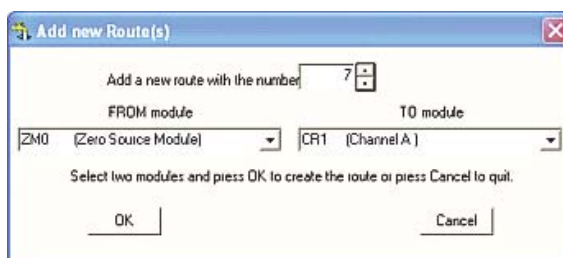 Add new Route(s)
Add a new route with the number 7
FROM module TO module
ZM0 (Zero Source Module) CR1 (Channel A )
Select two modules and press OK to create the route or press Cancel to quit.
OK Cancel